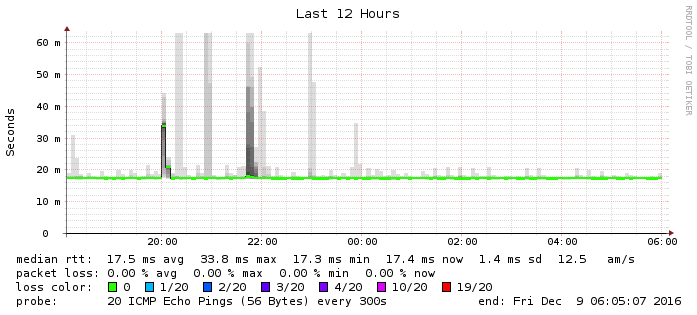 Last 12 Hours
RRDTOOL / TOBI OETIKER
Seconds
60 m
50 m
40 m
30 m
20 m
10 m
0
20:00 22:00 00:00 02:00 04:00 06:00
median rtt: 17.5 ms avg 33.8 ms max 17.3 ms min 17.4 ms now 1.4 ms sd 12.5 am/s
packet loss: 0.00 % avg 0.00 % max 0.00 % min 0.00 % now
loss color: 0 1/20 2/20 3/20 4/20 10/20 19/20
probe: 20 ICMP Echo Pings (56 Bytes) every 300s end: Fri Dec 9 06:05:07 2016